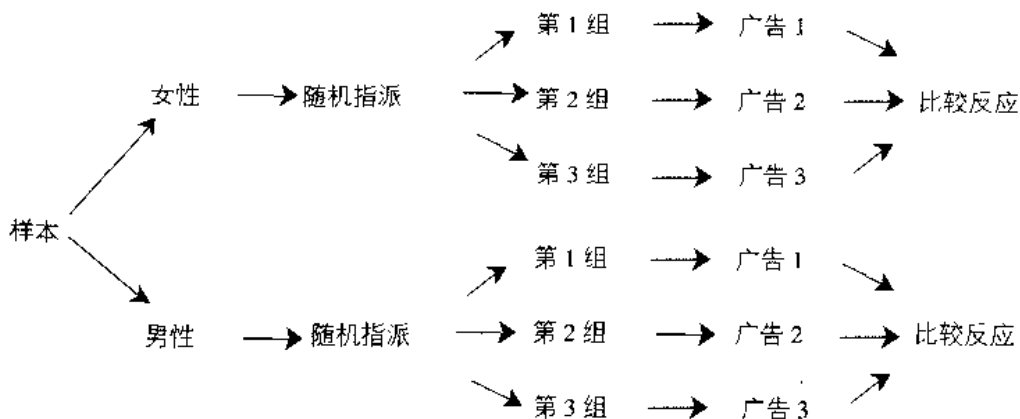 第 1 组 广告 1
女性 随机指派 第 2 组 广告 2 比较反应
第 3 组 广告 3
样本
第 1 组 广告 1
男性 随机指派 第 2 组 广告 2 比较反应
第 3 组 广告 3